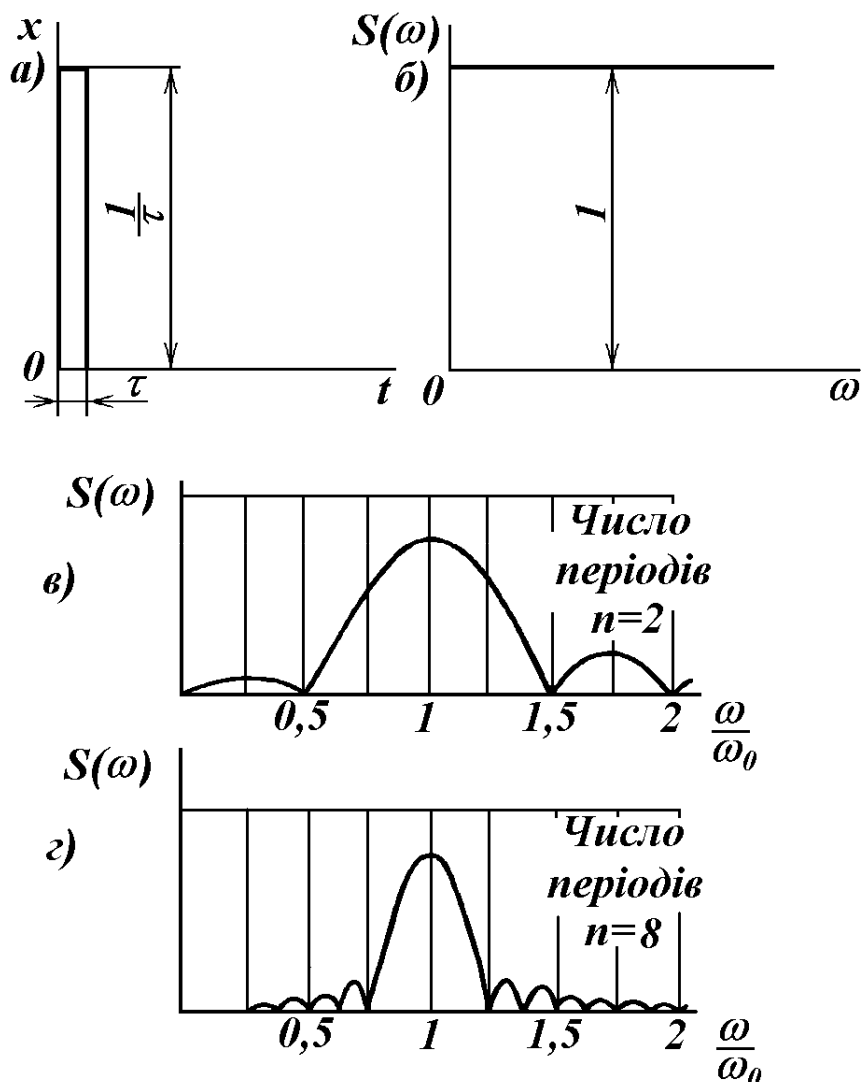 x
а)
1/τ
0
τ
t
S(ω)
б)
1
0
ω
S(ω)
в)
Число
періодів
n=2
0,5 1 1,5 2 ω/ω₀
S(ω)
г)
Число
періодів
n=8
0,5 1 1,5 2 ω/ω₀